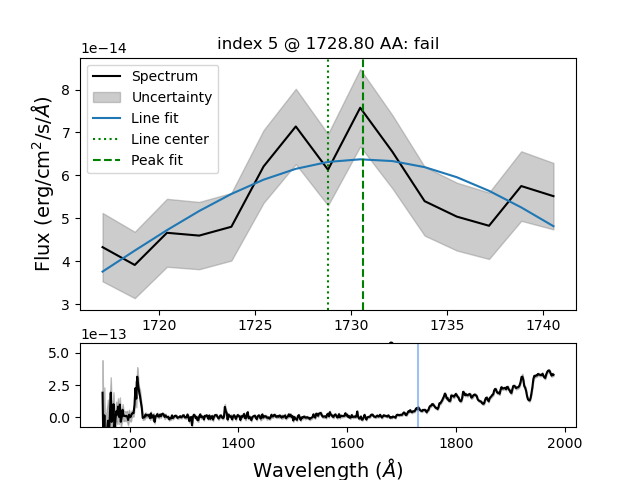 index 5 @ 1728.80 AA: fail
1e−14
Flux (erg/cm²/s/Å)
8
7
6
5
4
3
Spectrum
Uncertainty
Line fit
Line center
Peak fit
1720 1725 1730 1735 1740
1e−13
5.0
2.5
0.0
1200 1400 1600 1800 2000
Wavelength (Å)